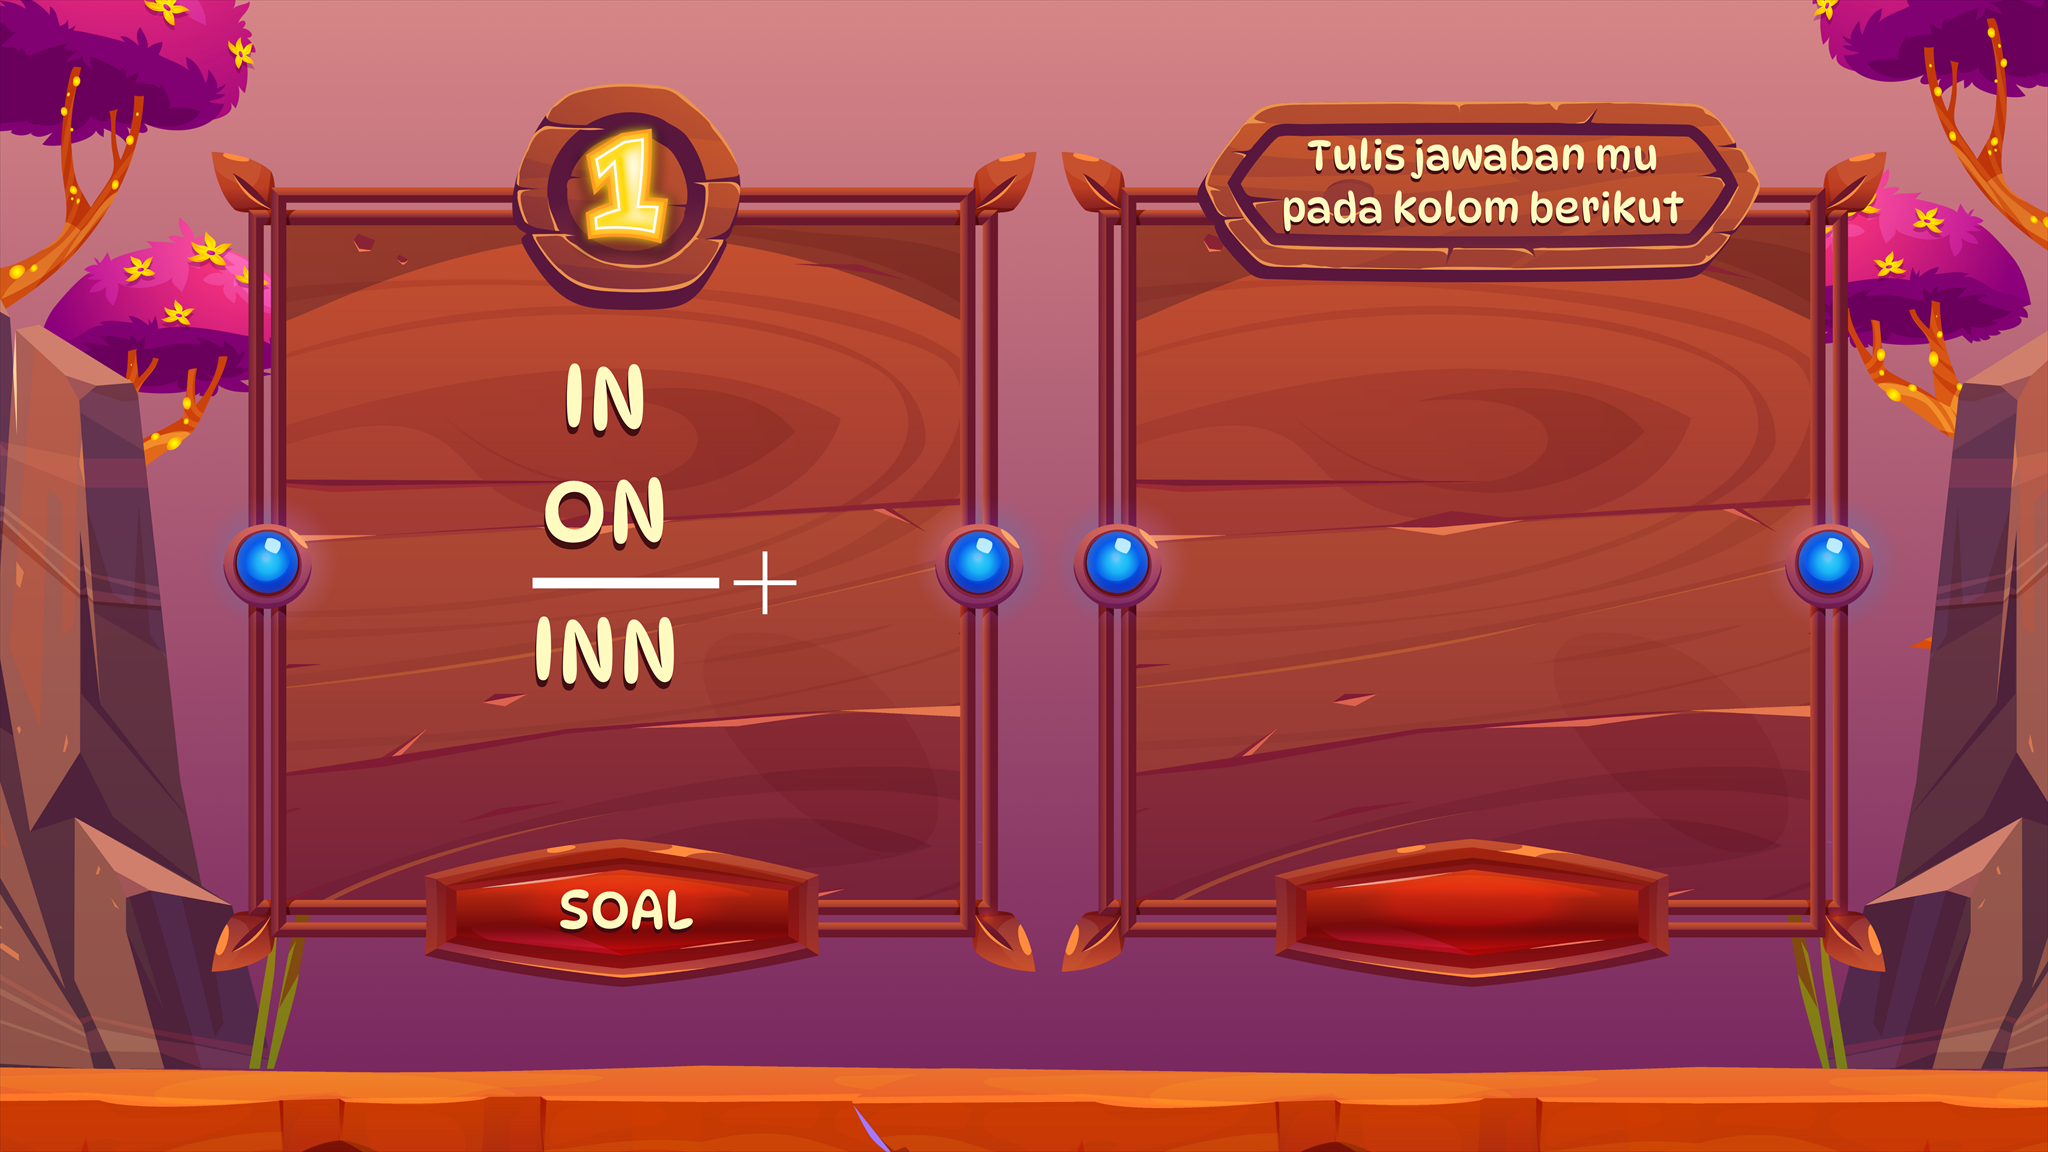 1
IN
ON
+
INN
SOAL
Tulis jawaban mu
pada kolom berikut